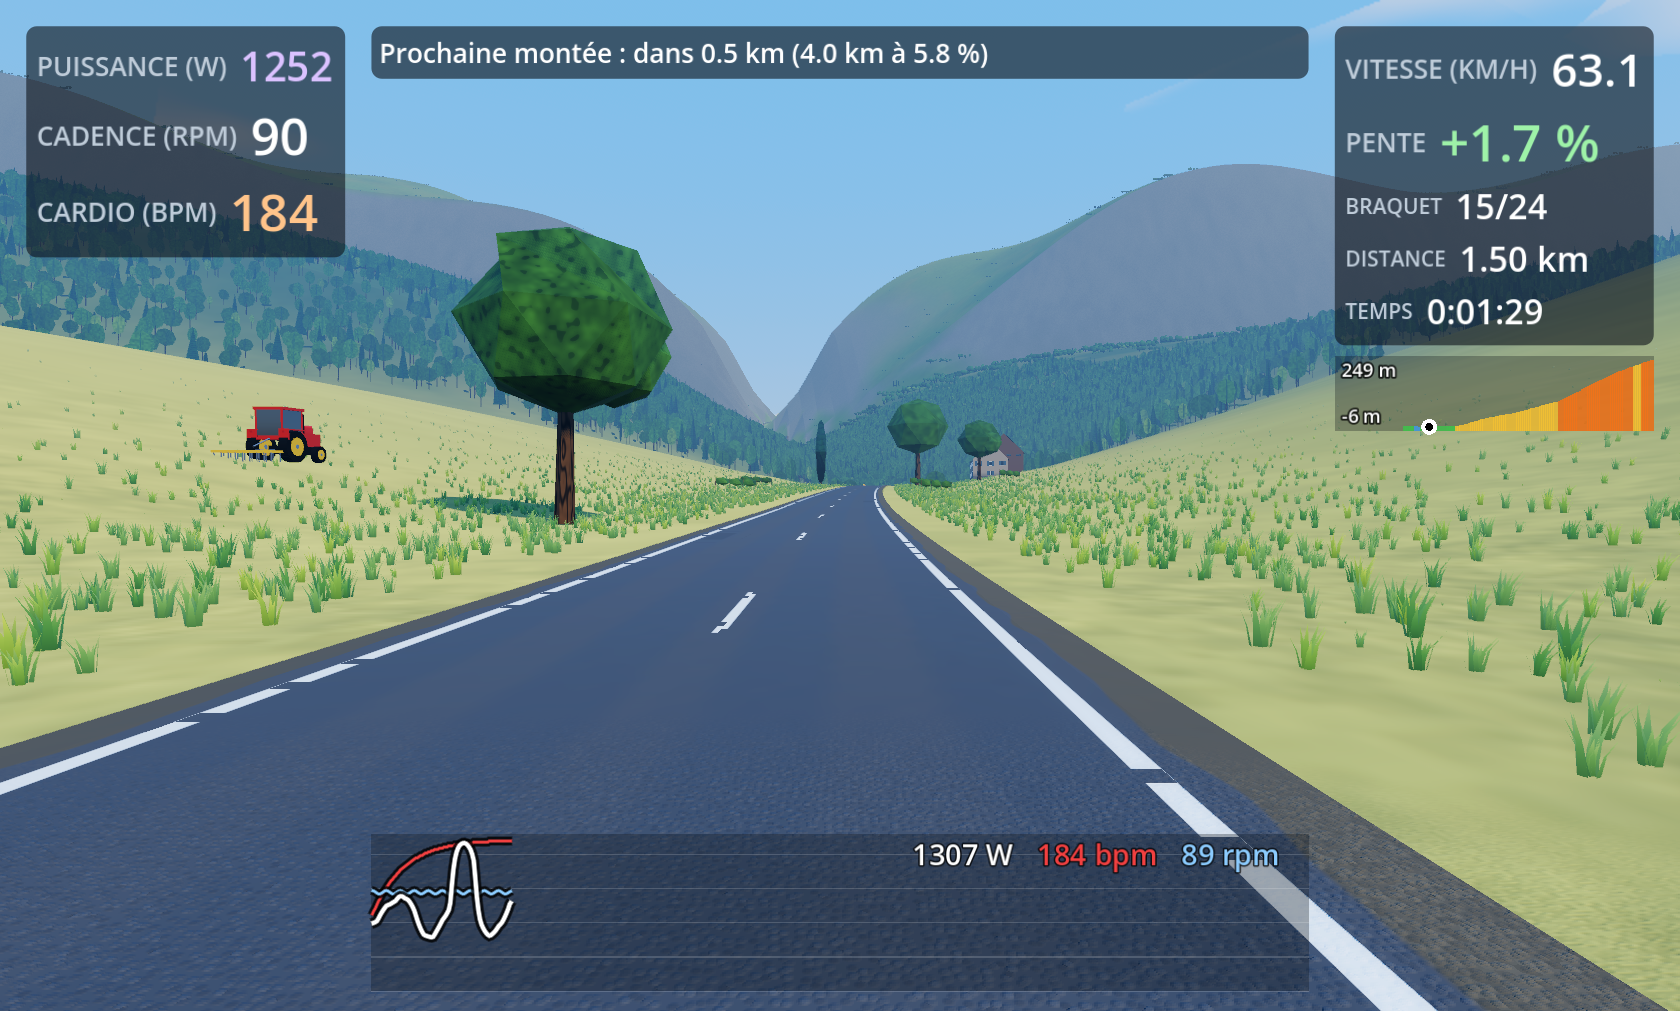 PUISSANCE (W) 1252
CADENCE (RPM) 90
CARDIO (BPM) 184
Prochaine montée : dans 0.5 km (4.0 km à 5.8 %)
VITESSE (KM/H) 63.1
PENTE +1.7 %
BRAQUET 15/24
DISTANCE 1.50 km
TEMPS 0:01:29
249 m
-6 m
1307 W 184 bpm 89 rpm